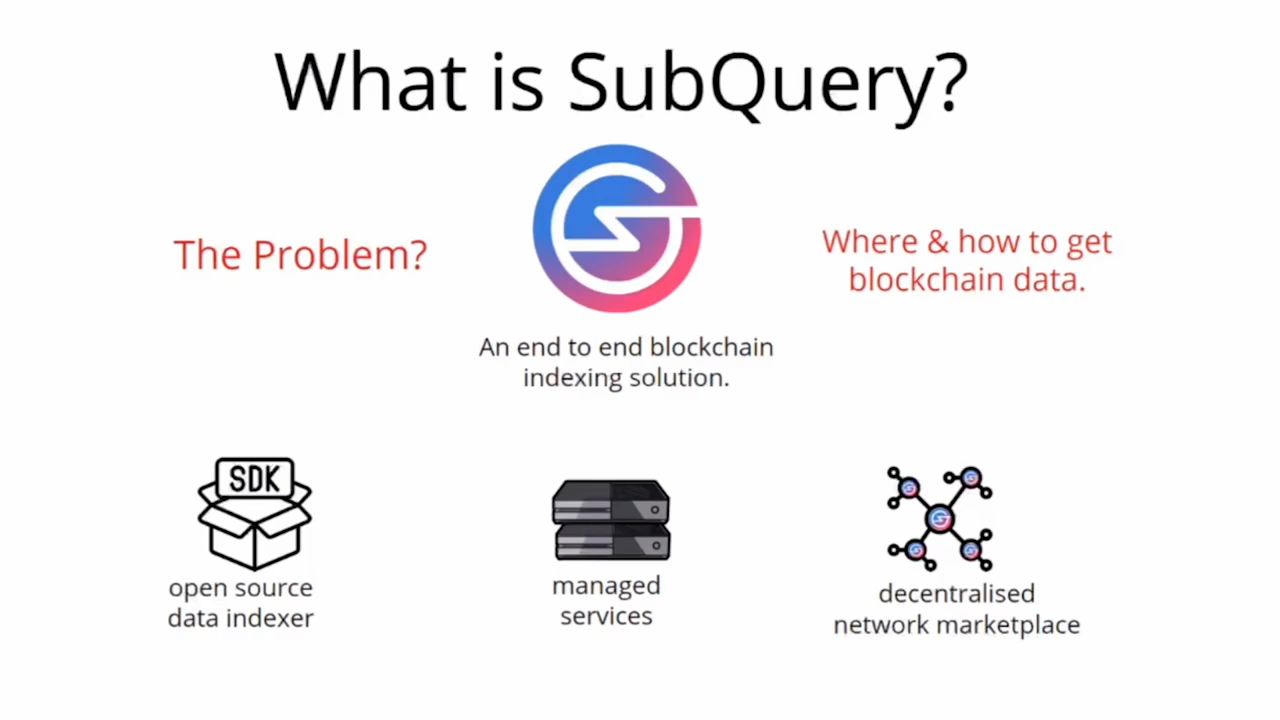 What is SubQuery?
The Problem?
Where & how to get
blockchain data.
An end to end blockchain
indexing solution.
SDK
open source
data indexer
managed
services
decentralised
network marketplace